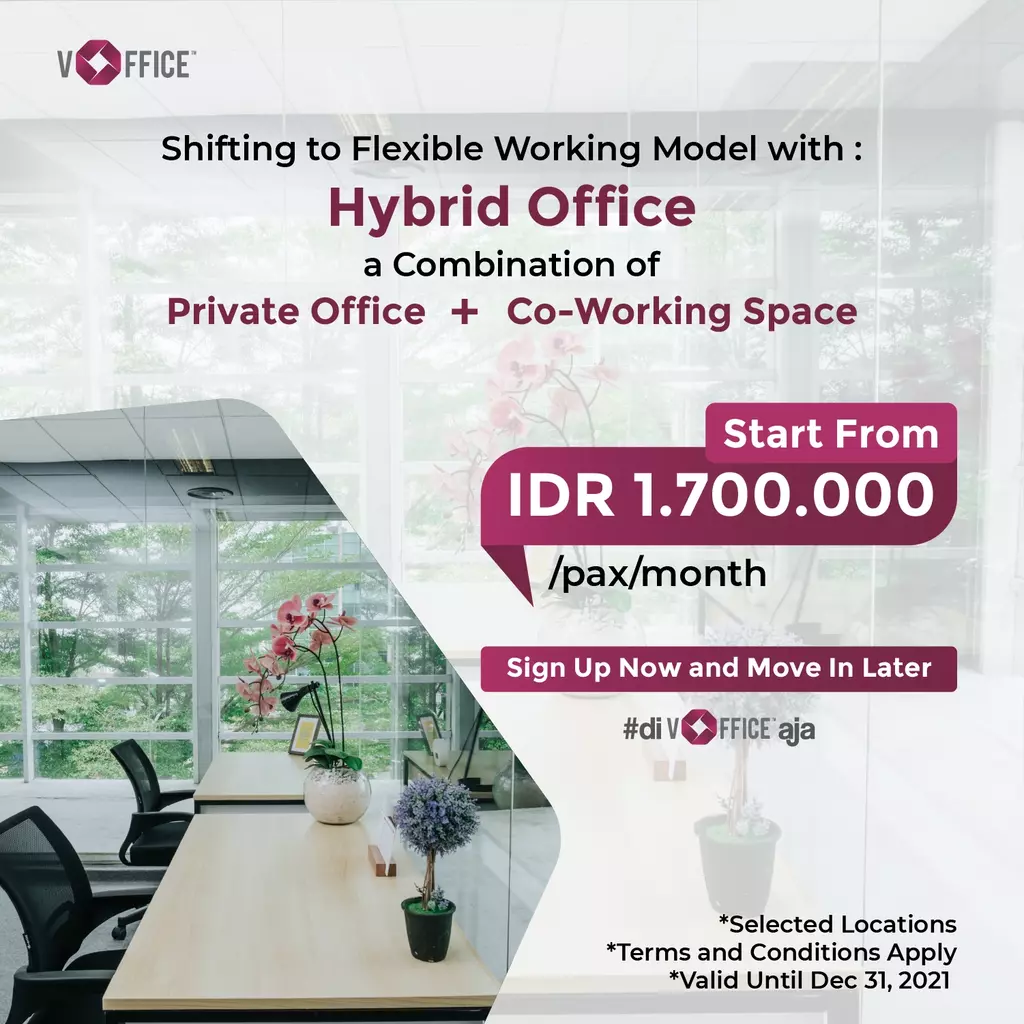 VOFFICE™
Shifting to Flexible Working Model with :
Hybrid Office
a Combination of
Private Office + Co-Working Space
Start From
IDR 1.700.000
/pax/month
Sign Up Now and Move In Later
#di VOFFICE™ aja
*Selected Locations
*Terms and Conditions Apply
*Valid Until Dec 31, 2021